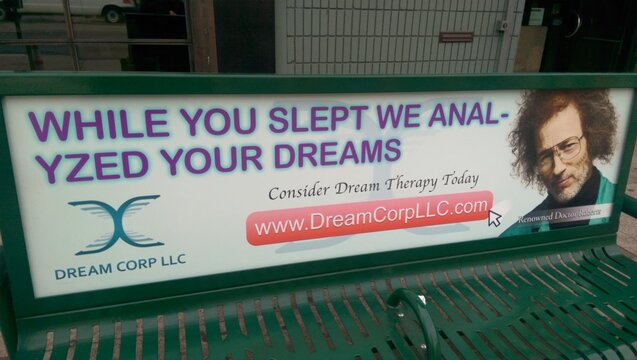 WHILE YOU SLEPT WE ANAL-
YZED YOUR DREAMS
Consider Dream Therapy Today
www.DreamCorpLLC.com
DREAM CORP LLC
Renowned Doctor Roberts